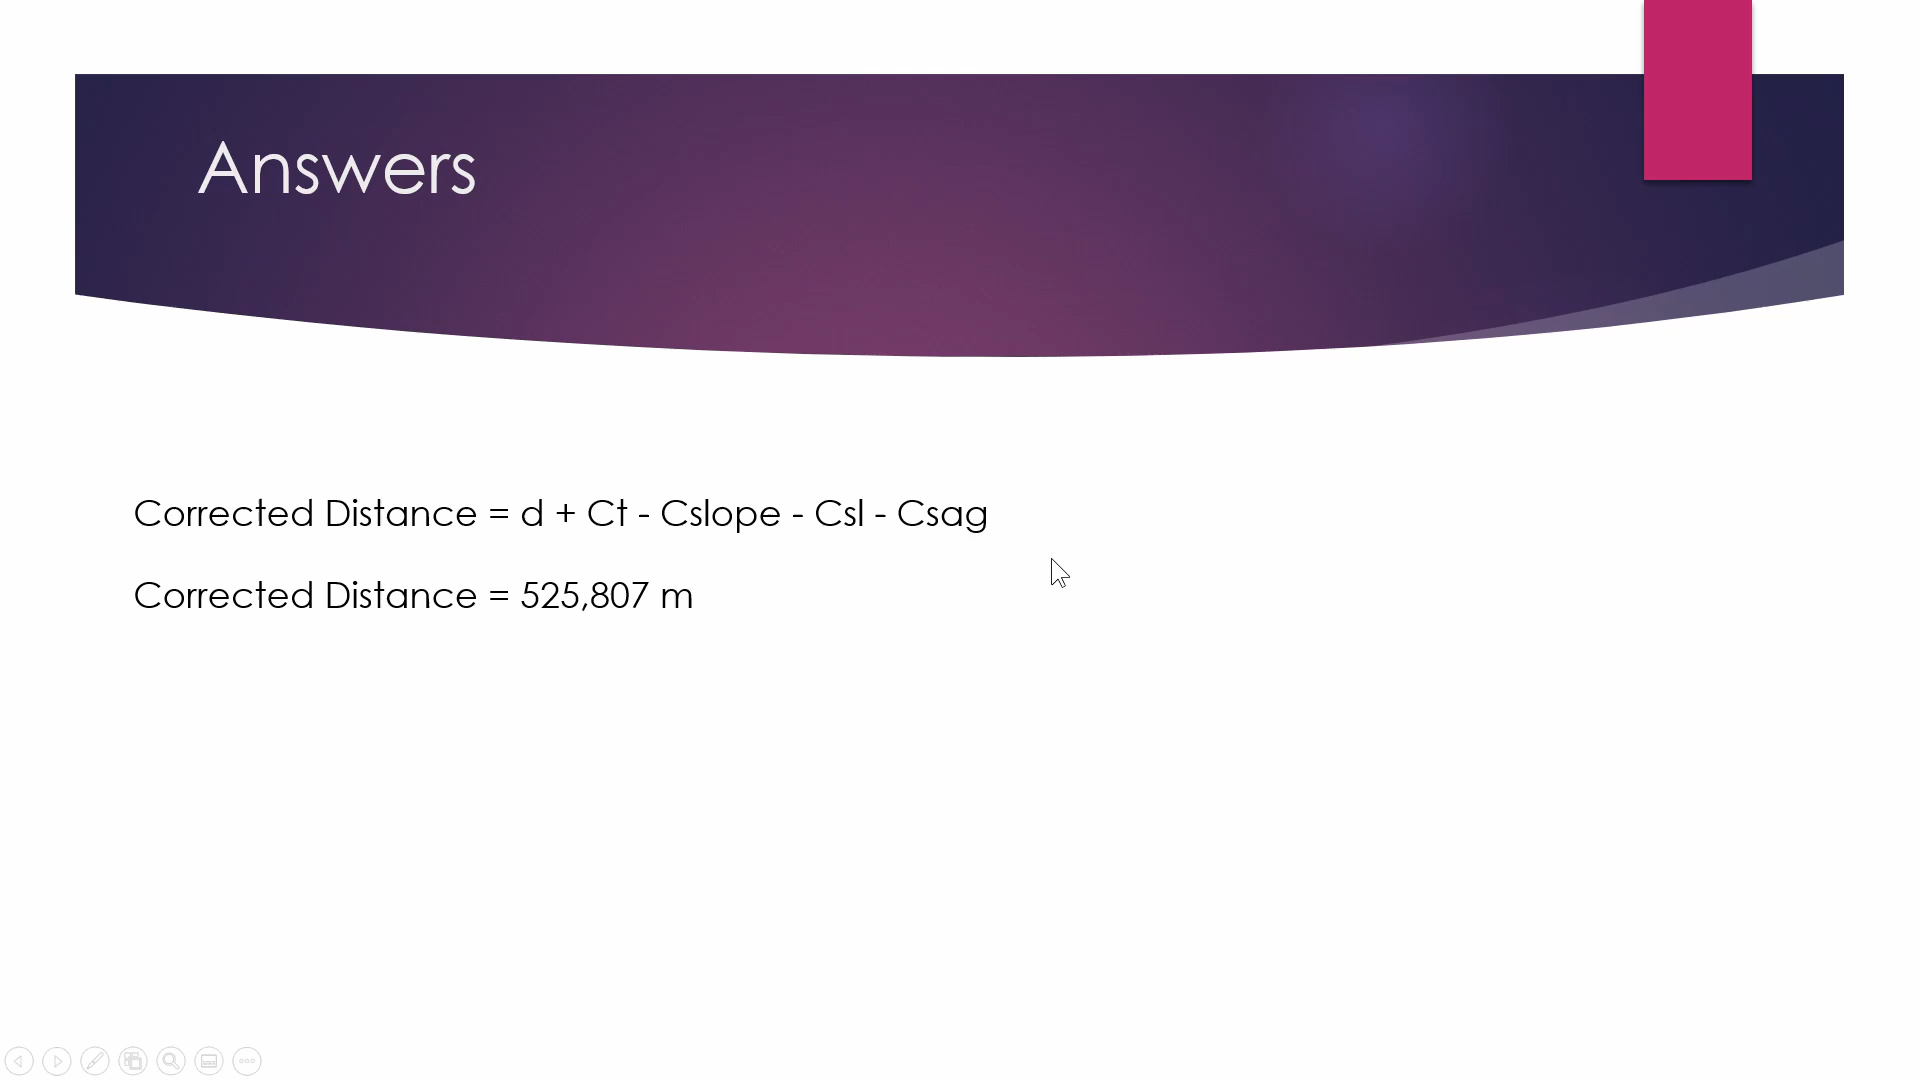 Answers
Corrected Distance = d + Ct - Cslope - Csl - Csag
Corrected Distance = 525,807 m